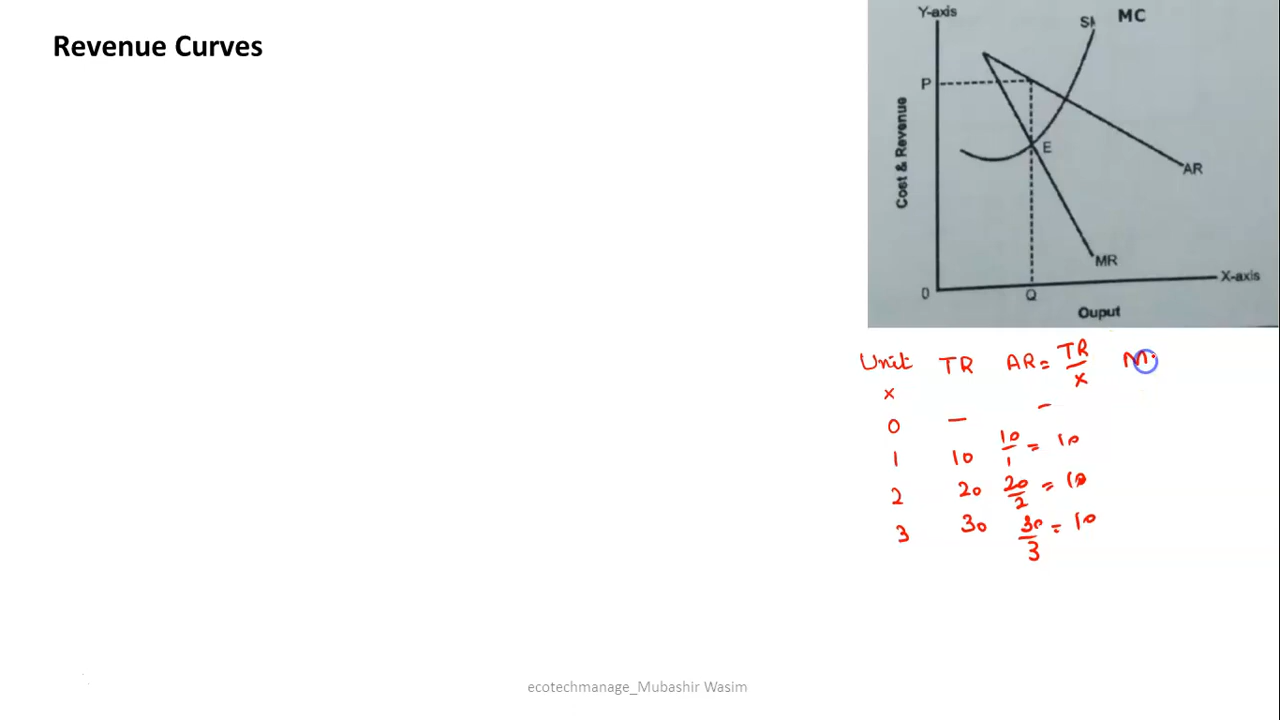 Revenue Curves
Y-axis
SM MC
P
Cost & Revenue
E
AR
MR
X-axis
0
Q
Ouput
Unit TR AR = TR/x M
x
0 — –
1 10 10/1 = 10
2 20 20/2 = 10
3 30 30/3 = 10
ecotechmanage_Mubashir Wasim